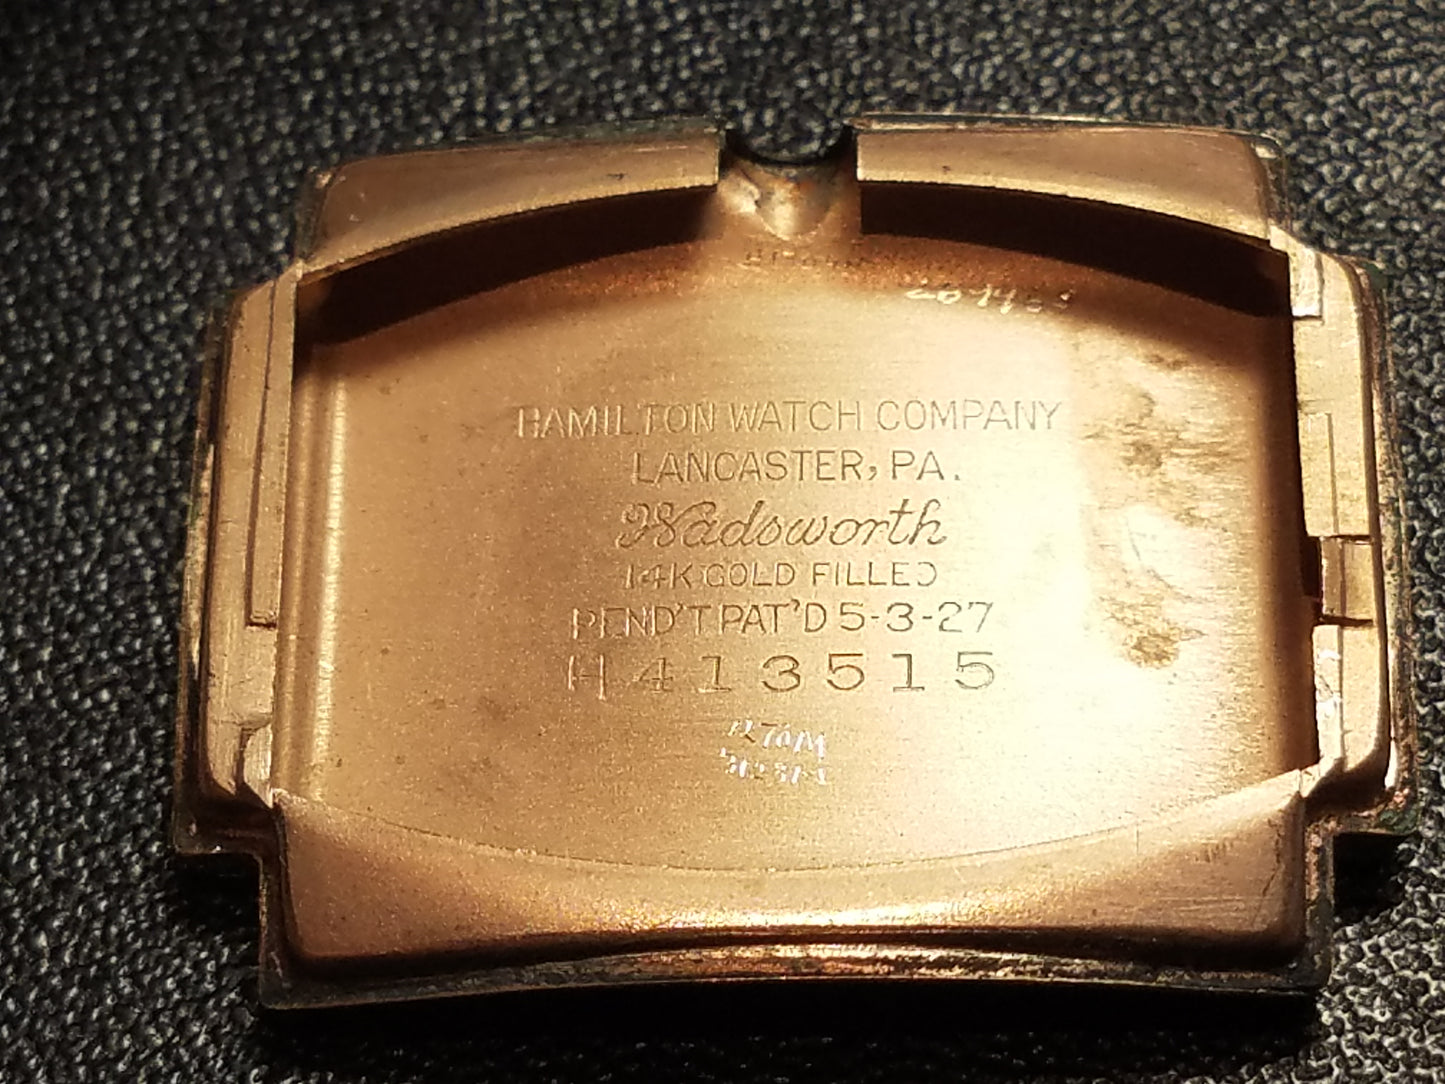 HAMILTON WATCH COMPANY
LANCASTER, PA.
Wadsworth
14K GOLD FILLED
PEND'T PAT'D 5-3-27
H413515